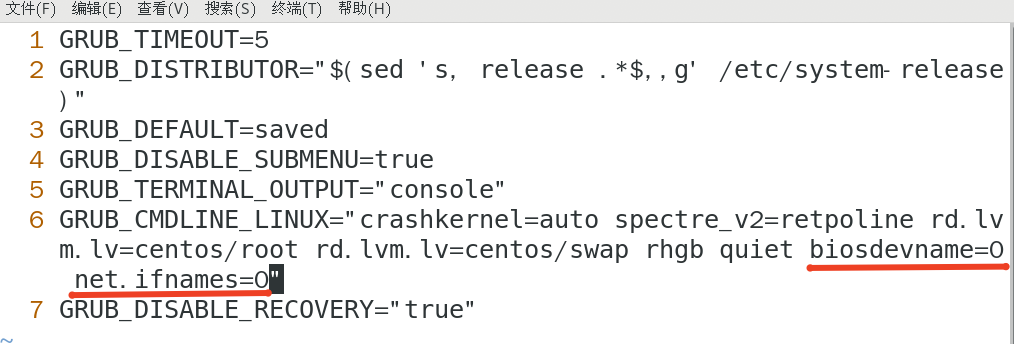 文件(F) 编辑(E) 查看(V) 搜索(S) 终端(T) 帮助(H)
1 GRUB_TIMEOUT=5
2 GRUB_DISTRIBUTOR="$(sed 's, release .*$,,g' /etc/system-release
)"
3 GRUB_DEFAULT=saved
4 GRUB_DISABLE_SUBMENU=true
5 GRUB_TERMINAL_OUTPUT="console"
6 GRUB_CMDLINE_LINUX="crashkernel=auto spectre_v2=retpoline rd.lv
m.lv=centos/root rd.lvm.lv=centos/swap rhgb quiet biosdevname=0
net.ifnames=0"
7 GRUB_DISABLE_RECOVERY="true"
~